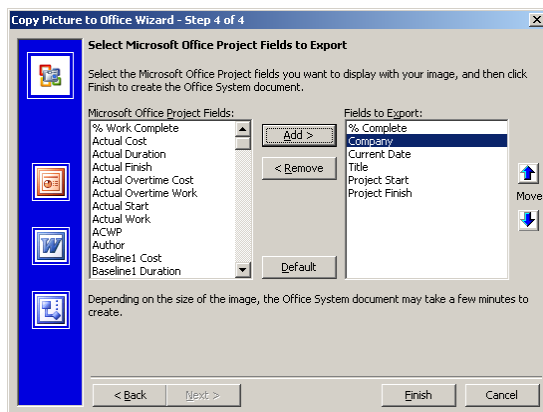 Copy Picture to Office Wizard - Step 4 of 4
Select Microsoft Office Project Fields to Export
Select the Microsoft Office Project fields you want to display with your image, and then click
Finish to create the Office System document.
Microsoft Office Project Fields:
% Work Complete
Actual Cost
Actual Duration
Actual Finish
Actual Overtime Cost
Actual Overtime Work
Actual Start
Actual Work
ACWP
Author
Baseline1 Cost
Baseline1 Duration
Add >
< Remove
Default
Fields to Export:
% Complete
Company
Current Date
Title
Project Start
Project Finish
Move
Depending on the size of the image, the Office System document may take a few minutes to
create.
< Back
Next >
Finish
Cancel